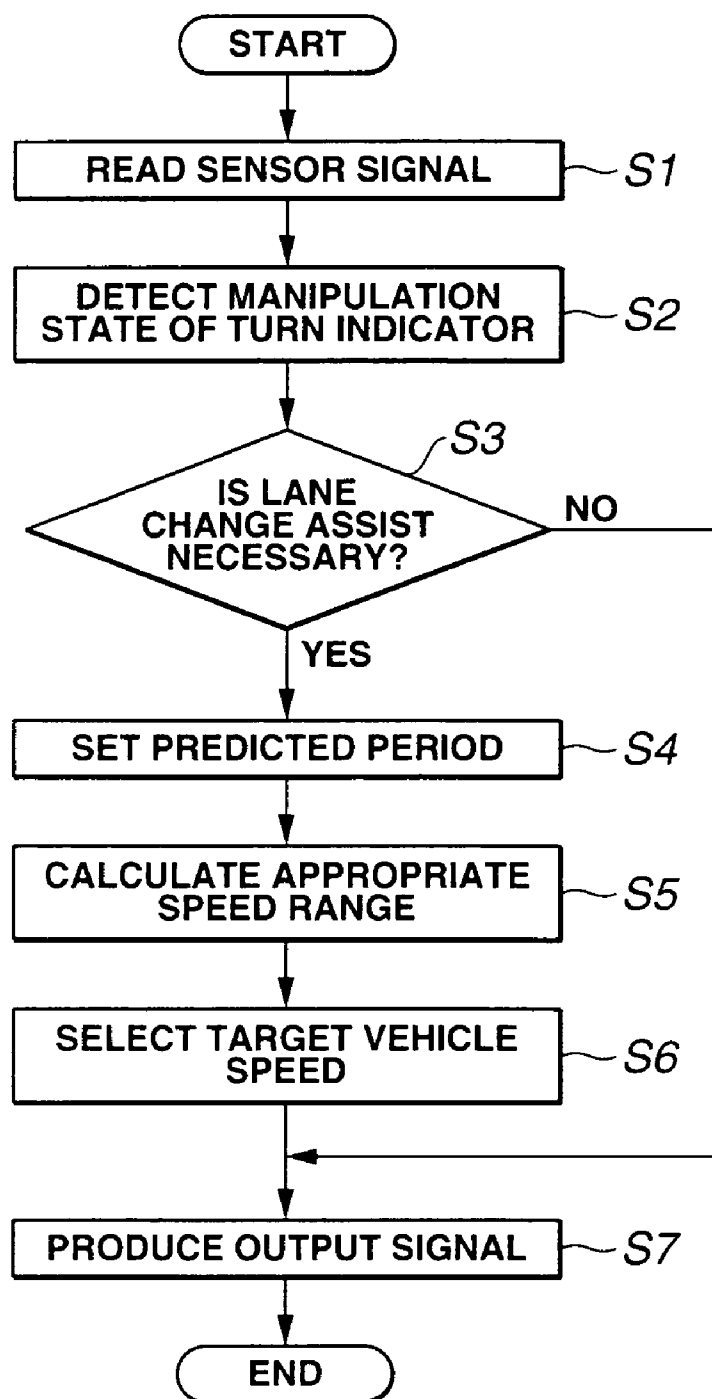 START
READ SENSOR SIGNAL
S1
DETECT MANIPULATION
STATE OF TURN INDICATOR
S2
S3
IS LANE
CHANGE ASSIST
NECESSARY?
NO
YES
SET PREDICTED PERIOD
S4
CALCULATE APPROPRIATE
SPEED RANGE
S5
SELECT TARGET VEHICLE
SPEED
S6
PRODUCE OUTPUT SIGNAL
S7
END